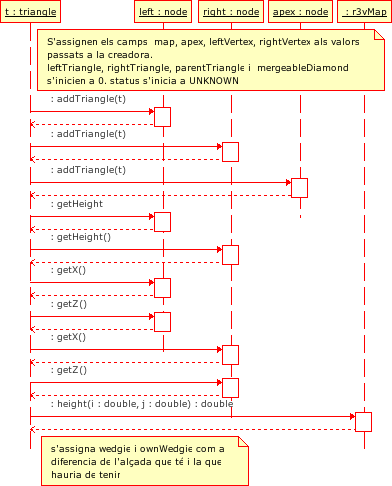 t : triangle
left : node
right : node
apex : node
: r3vMap
S'assignen els camps map, apex, leftVertex, rightVertex als valors
passats a la creadora.
leftTriangle, rightTriangle, parentTriangle i mergeableDiamond
s'inicien a 0. status s'inicia a UNKNOWN
: addTriangle(t)
: addTriangle(t)
: addTriangle(t)
: getHeight
: getHeight()
: getX()
: getZ()
: getX()
: getZ()
: height(i : double, j : double) : double
s'assigna wedgie i ownWedgie com a
diferencia de l'alçada que té i la que
hauria de tenir